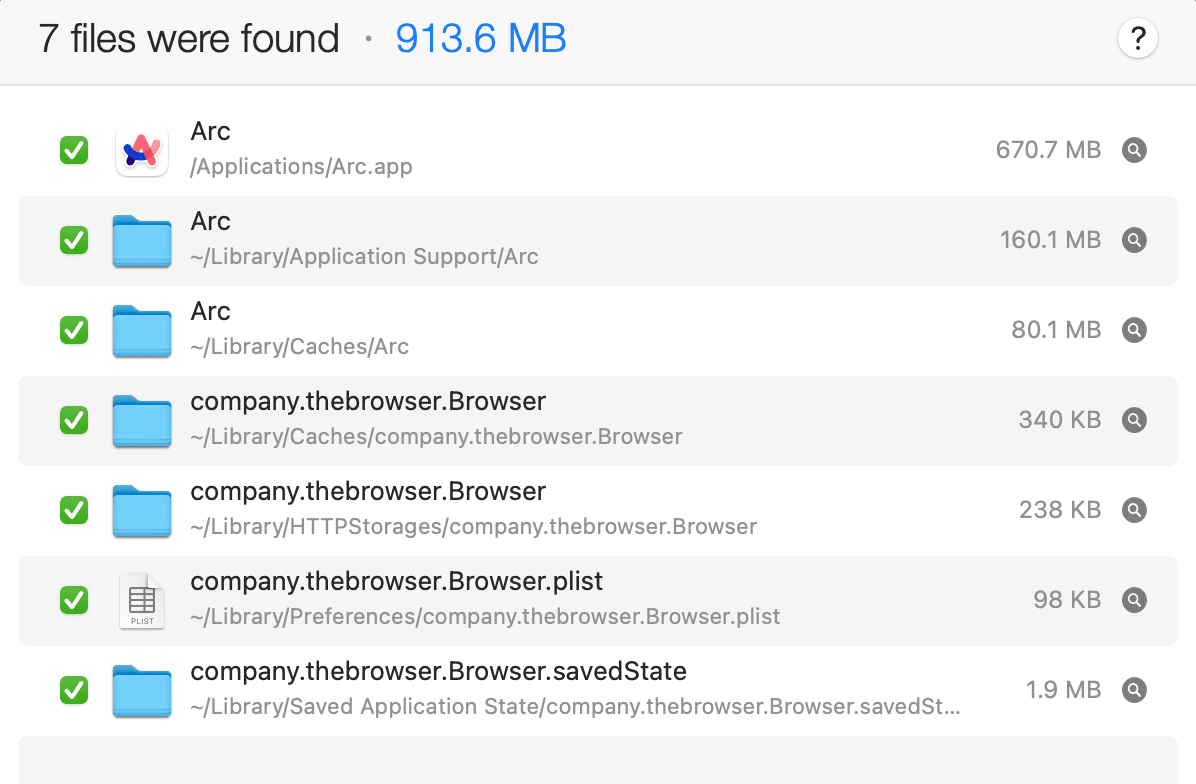 7 files were found · 913.6 MB ?
Arc
/Applications/Arc.app
670.7 MB
Arc
~/Library/Application Support/Arc
160.1 MB
Arc
~/Library/Caches/Arc
80.1 MB
company.thebrowser.Browser
~/Library/Caches/company.thebrowser.Browser
340 KB
company.thebrowser.Browser
~/Library/HTTPStorages/company.thebrowser.Browser
238 KB
PLIST
company.thebrowser.Browser.plist
~/Library/Preferences/company.thebrowser.Browser.plist
98 KB
company.thebrowser.Browser.savedState
~/Library/Saved Application State/company.thebrowser.Browser.savedSt...
1.9 MB